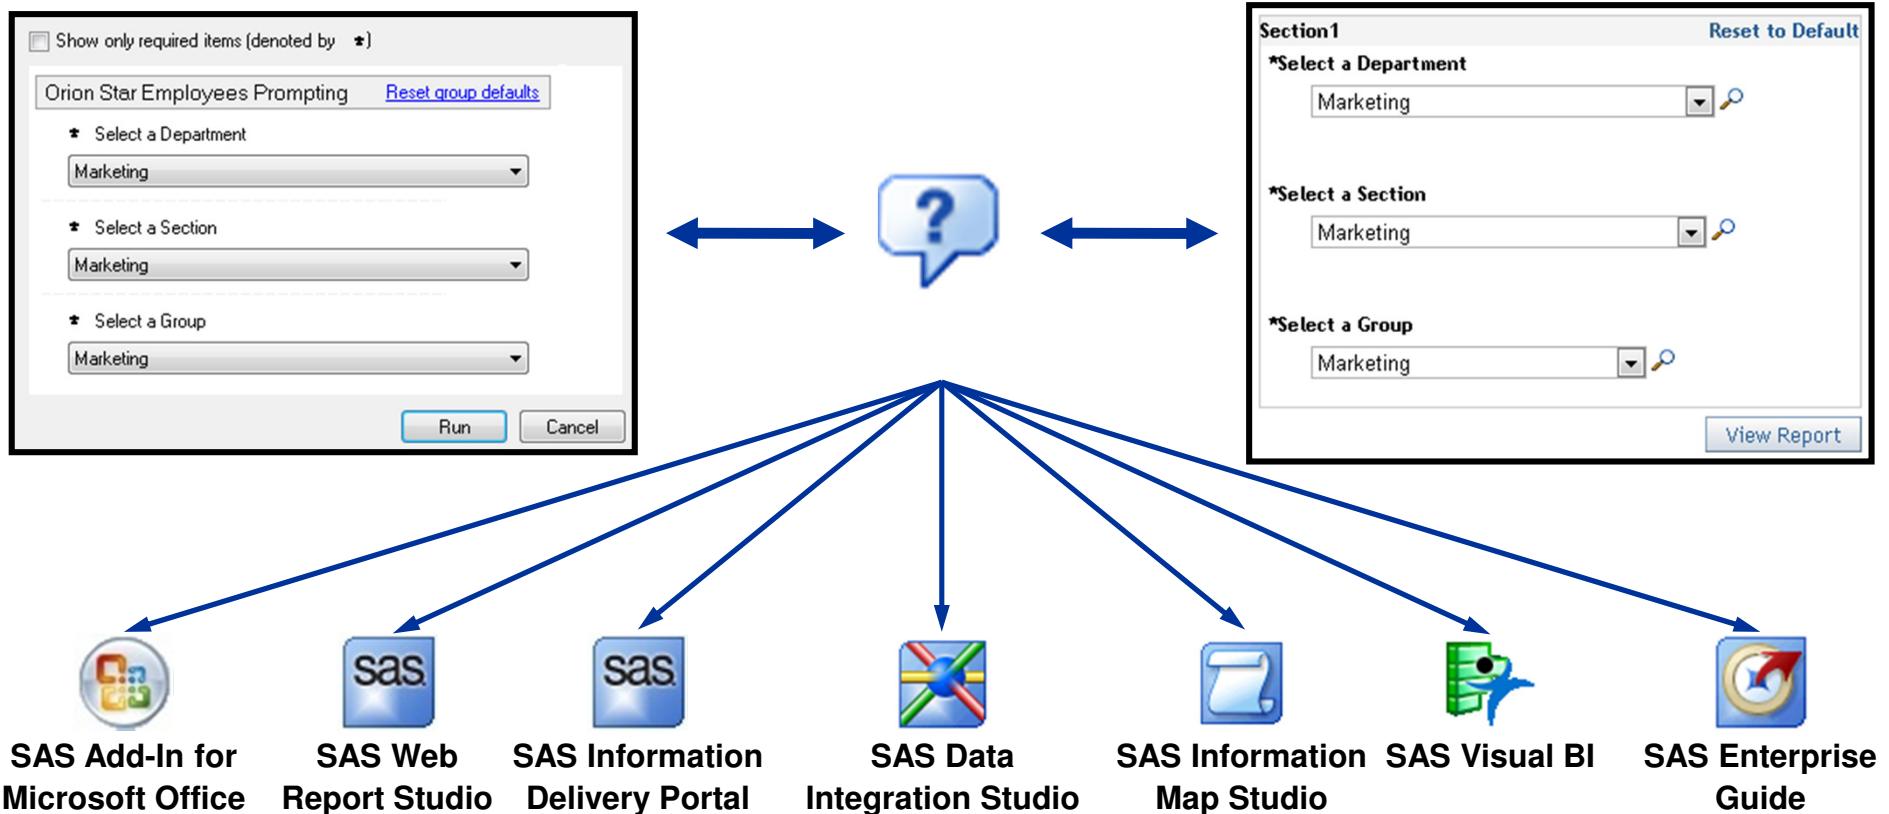 Show only required items (denoted by * )
Orion Star Employees Prompting Reset group defaults
* Select a Department
Marketing
* Select a Section
Marketing
* Select a Group
Marketing
Run Cancel
?
Section1 Reset to Default
*Select a Department
Marketing
*Select a Section
Marketing
*Select a Group
Marketing
View Report
sas
sas
SAS Add-In for
Microsoft Office
SAS Web
Report Studio
SAS Information
Delivery Portal
SAS Data
Integration Studio
SAS Information
Map Studio
SAS Visual BI
SAS Enterprise
Guide